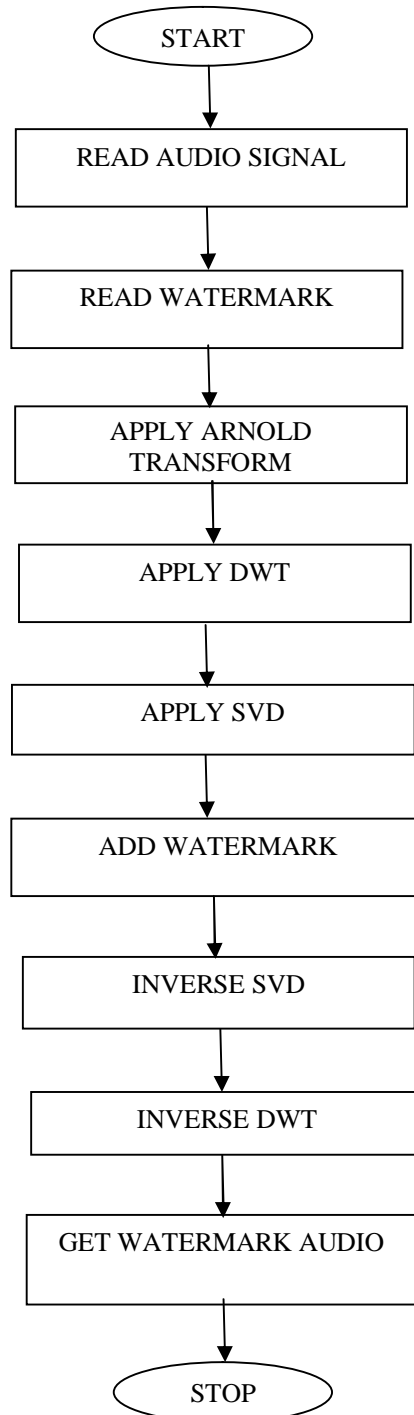 START
READ AUDIO SIGNAL
READ WATERMARK
APPLY ARNOLD
TRANSFORM
APPLY DWT
APPLY SVD
ADD WATERMARK
INVERSE SVD
INVERSE DWT
GET WATERMARK AUDIO
STOP